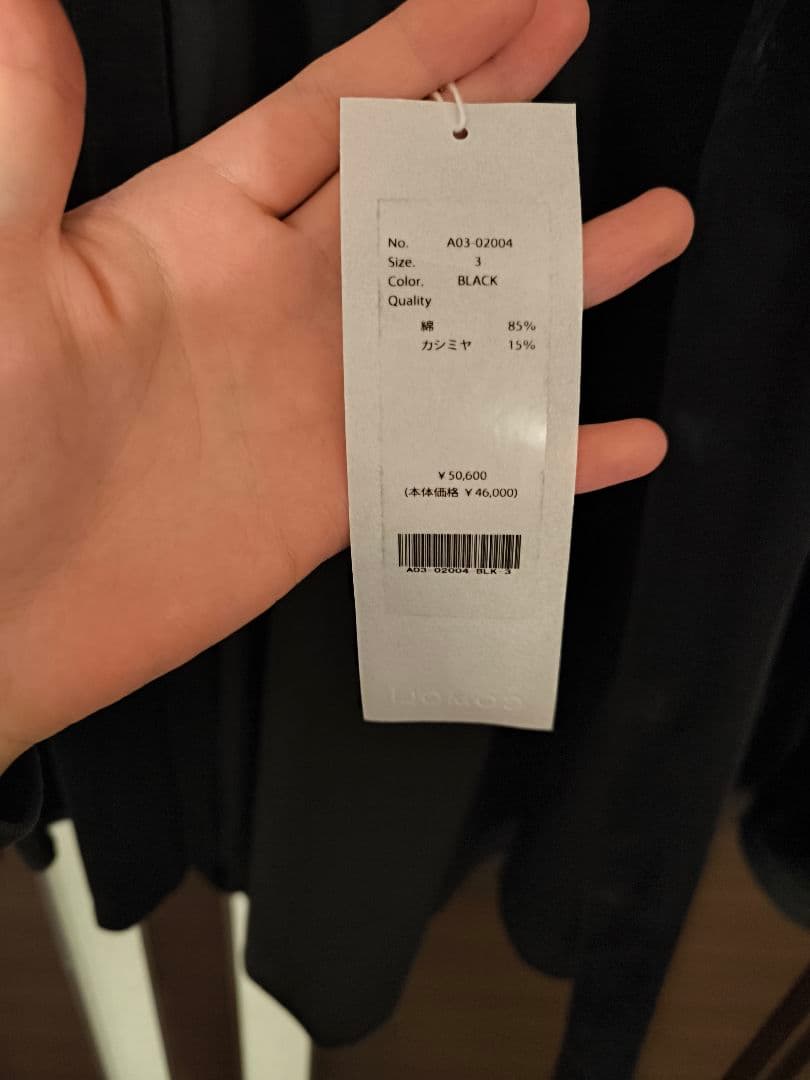 No. A03-02004
Size. 3
Color. BLACK
Quality
綿 85%
カシミヤ 15%
¥50,600
(本体価格 ¥46,000)
A03-02004-BLK-3